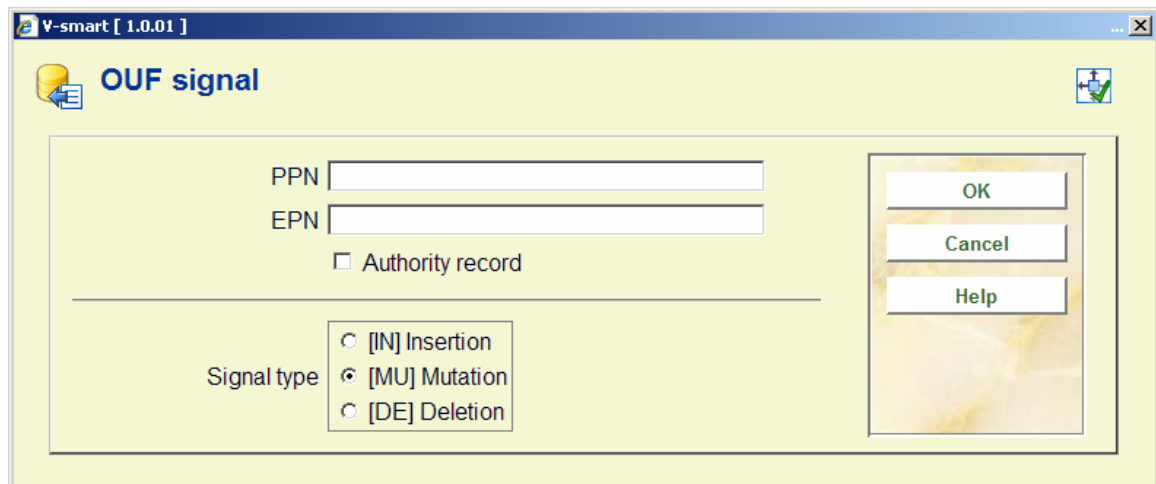 V-smart [ 1.0.01 ]
...
OUF signal
PPN
EPN
Authority record
Signal type
[IN] Insertion
[MU] Mutation
[DE] Deletion
OK
Cancel
Help